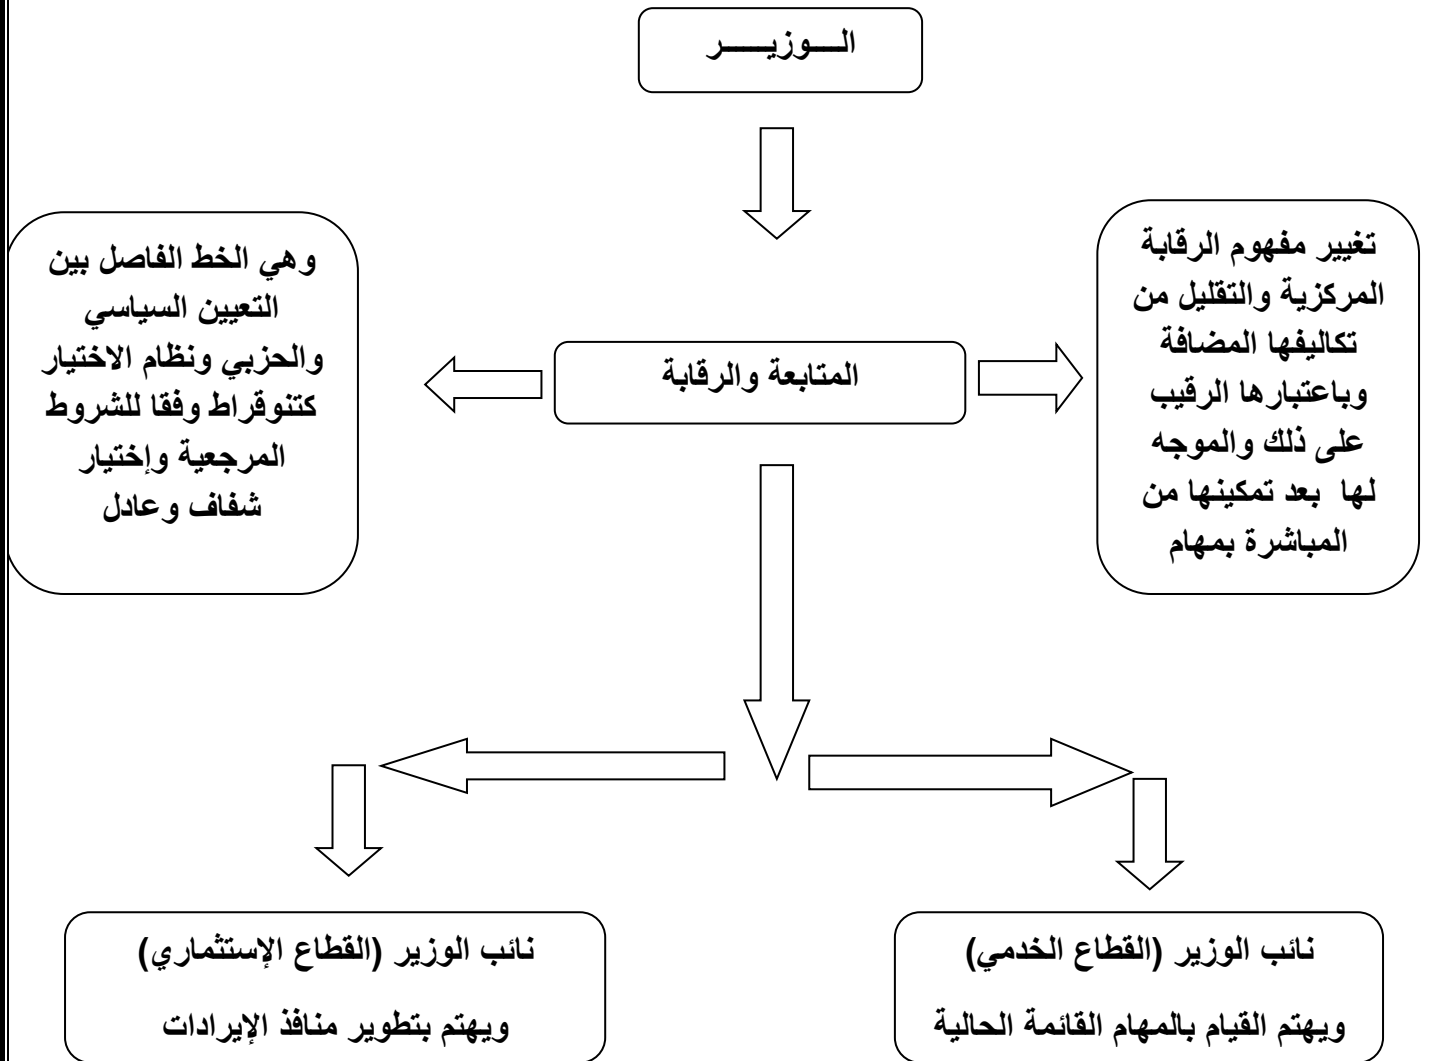 الـــوزيـــــر
تغيير مفهوم الرقابة
المركزية والتقليل من
تكاليفها المضافة
وباعتبارها الرقيب
على ذلك والموجه
لها بعد تمكينها من
المباشرة بمهام
المتابعة والرقابة
وهي الخط الفاصل بين
التعيين السياسي
والحزبي ونظام الاختيار
كتنوقراط وفقا للشروط
المرجعية وإختيار
شفاف وعادل
نائب الوزير (القطاع الخدمي)
ويهتم القيام بالمهام القائمة الحالية
نائب الوزير (القطاع الإستثماري)
ويهتم بتطوير منافذ الإيرادات